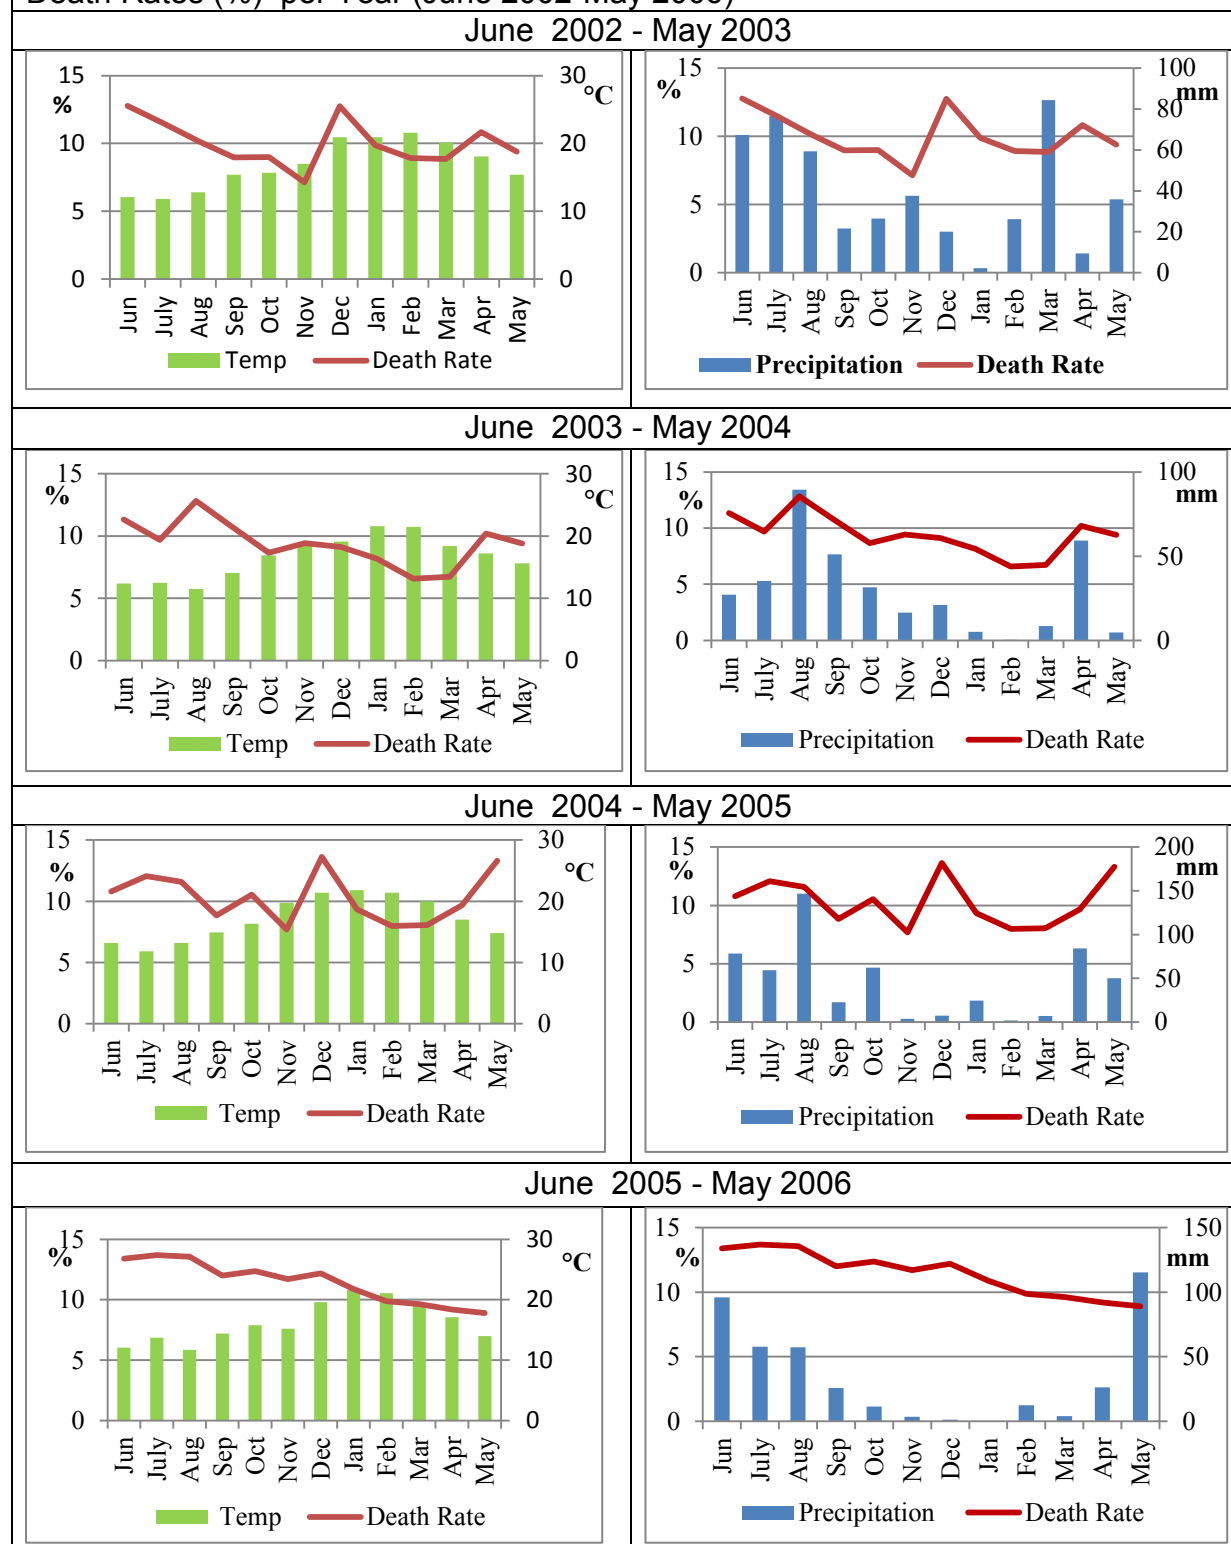 Death Rates (%) per Year (June 2002-May 2006)
June 2002 - May 2003
15
%
10
5
0
30
°C
20
10
0
Jun July Aug Sep Oct Nov Dec Jan Feb Mar Apr May
Temp Death Rate
15
%
10
5
0
100
mm
80
60
40
20
0
Jun July Aug Sep Oct Nov Dec Jan Feb Mar Apr May
Precipitation Death Rate
June 2003 - May 2004
15
%
10
5
0
30
°C
20
10
0
Jun July Aug Sep Oct Nov Dec Jan Feb Mar Apr May
Temp Death Rate
15
%
10
5
0
100
mm
50
0
Jun July Aug Sep Oct Nov Dec Jan Feb Mar Apr May
Precipitation Death Rate
June 2004 - May 2005
15
%
10
5
0
30
°C
20
10
0
Jun July Aug Sep Oct Nov Dec Jan Feb Mar Apr May
Temp Death Rate
15
%
10
5
0
200
mm
150
100
50
0
Jun July Aug Sep Oct Nov Dec Jan Feb Mar Apr May
Precipitation Death Rate
June 2005 - May 2006
15
%
10
5
0
30
°C
20
10
0
Jun July Aug Sep Oct Nov Dec Jan Feb Mar Apr May
Temp Death Rate
15
%
10
5
0
150
mm
100
50
0
Jun July Aug Sep Oct Nov Dec Jan Feb Mar Apr May
Precipitation Death Rate